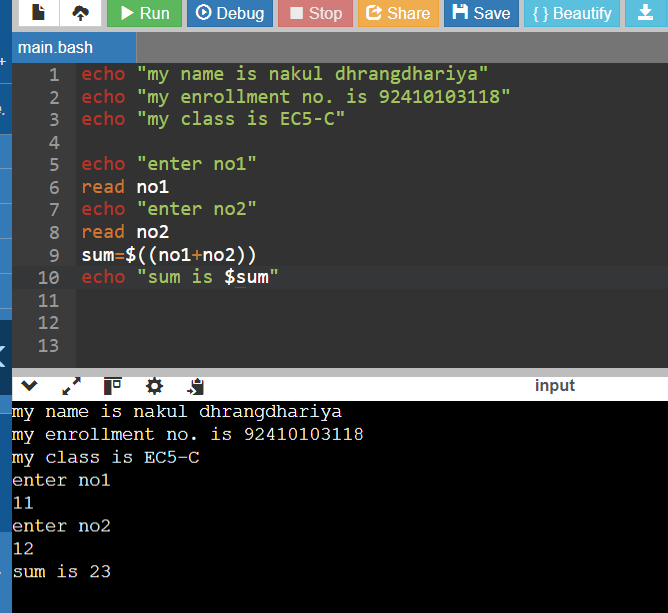 Run Debug Stop Share Save { } Beautify
main.bash
1 echo "my name is nakul dhrangdhariya"
2 echo "my enrollment no. is 92410103118"
3 echo "my class is EC5-C"
4
5 echo "enter no1"
6 read no1
7 echo "enter no2"
8 read no2
9 sum=$((no1+no2))
10 echo "sum is $sum"
11
12
13
input
my name is nakul dhrangdhariya
my enrollment no. is 92410103118
my class is EC5-C
enter no1
11
enter no2
12
sum is 23